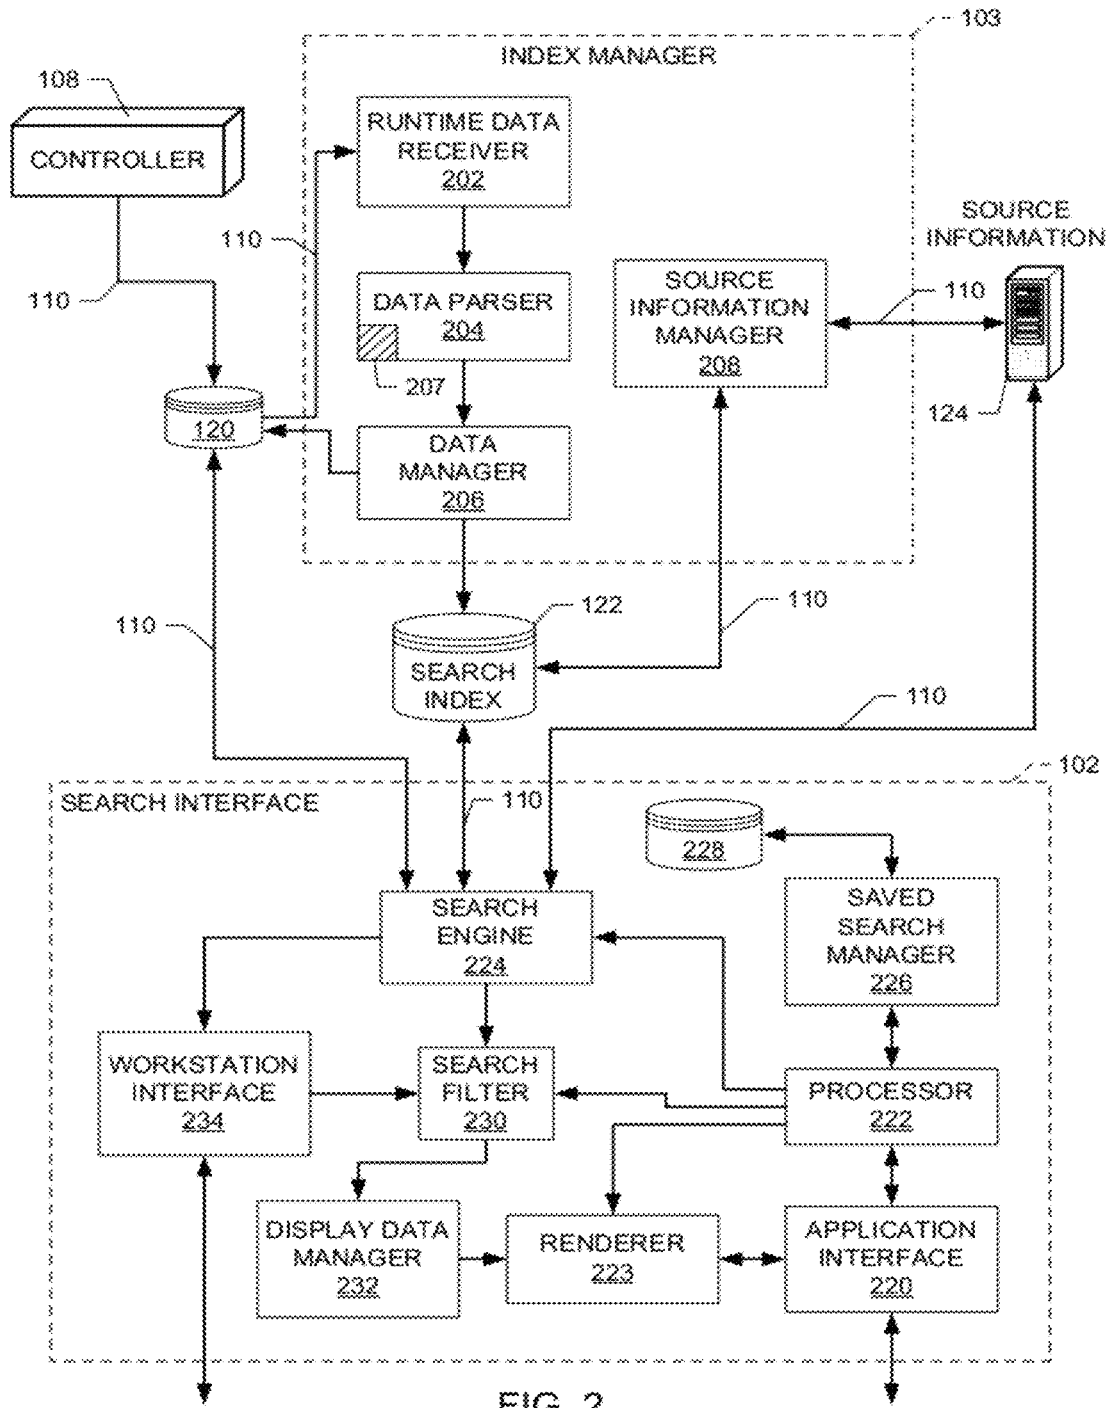 103
INDEX MANAGER
108
CONTROLLER
RUNTIME DATA
RECEIVER
202
110
110
DATA PARSER
204
207
SOURCE
INFORMATION
MANAGER
208
110
SOURCE
INFORMATION
124
120
DATA
MANAGER
206
122
SEARCH
INDEX
110
110
110
102
SEARCH INTERFACE
110
228
SAVED
SEARCH
MANAGER
226
SEARCH
ENGINE
224
WORKSTATION
INTERFACE
234
SEARCH
FILTER
230
PROCESSOR
222
DISPLAY DATA
MANAGER
232
RENDERER
223
APPLICATION
INTERFACE
220
FIG. 2